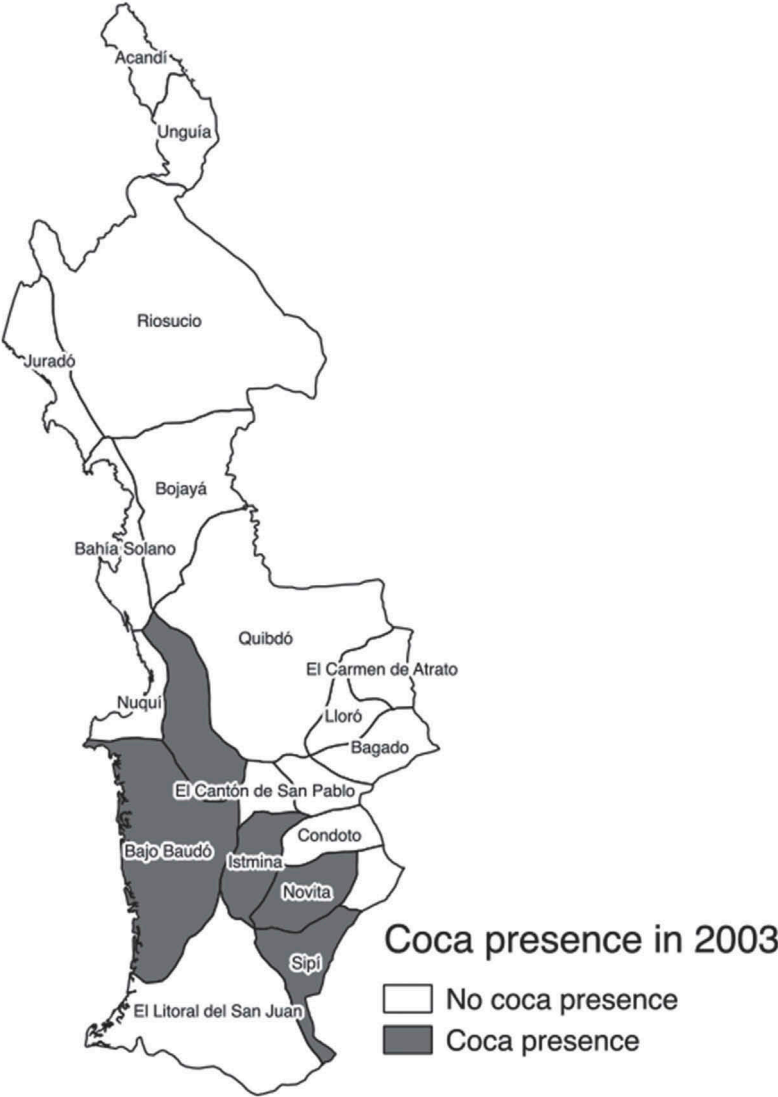 Acandí
Unguía
Riosucio
Juradó
Bojayá
Bahía Solano
Quibdó
El Carmen de Atrato
Nuquí
Lloró
Bagado
El Cantón de San Pablo
Condoto
Bajo Baudó
Istmina
Novita
Coca presence in 2003
Sipí
No coca presence
El Litoral del San Juan
Coca presence